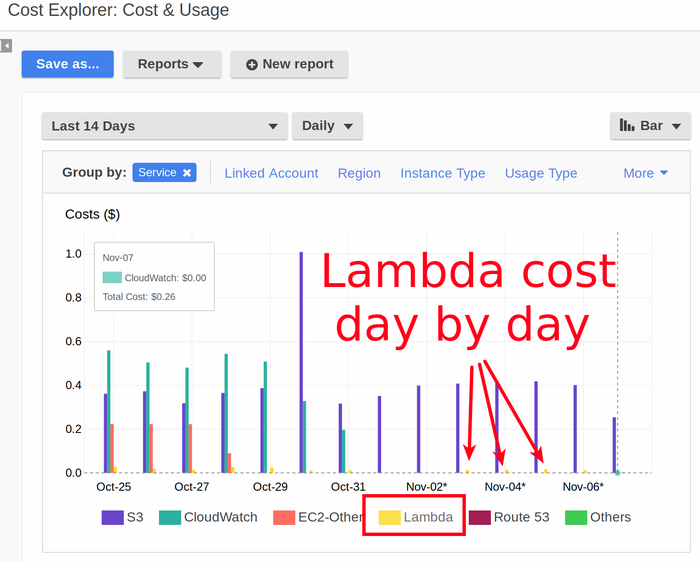 Cost Explorer: Cost & Usage
Save as...
Reports
New report
Last 14 Days
Daily
Bar
Group by:
Service
Linked Account
Region
Instance Type
Usage Type
More
Costs ($)
Nov-07
CloudWatch: $0.00
Total Cost: $0.26
Lambda cost
day by day
1.0
0.8
0.6
0.4
0.2
0.0
Oct-25
Oct-27
Oct-29
Oct-31
Nov-02*
Nov-04*
Nov-06*
S3
CloudWatch
EC2-Other
Lambda
Route 53
Others